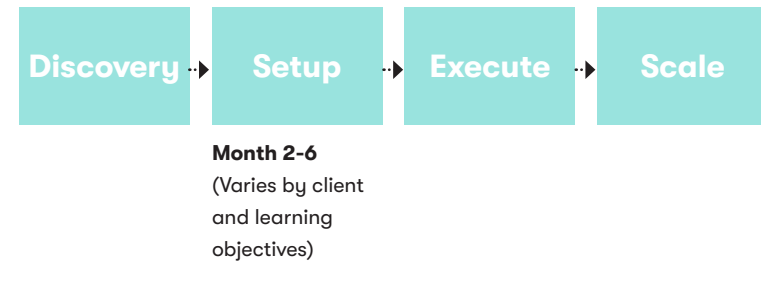 Discovery
Setup
Execute
Scale
Month 2-6
(Varies by client
and learning
objectives)